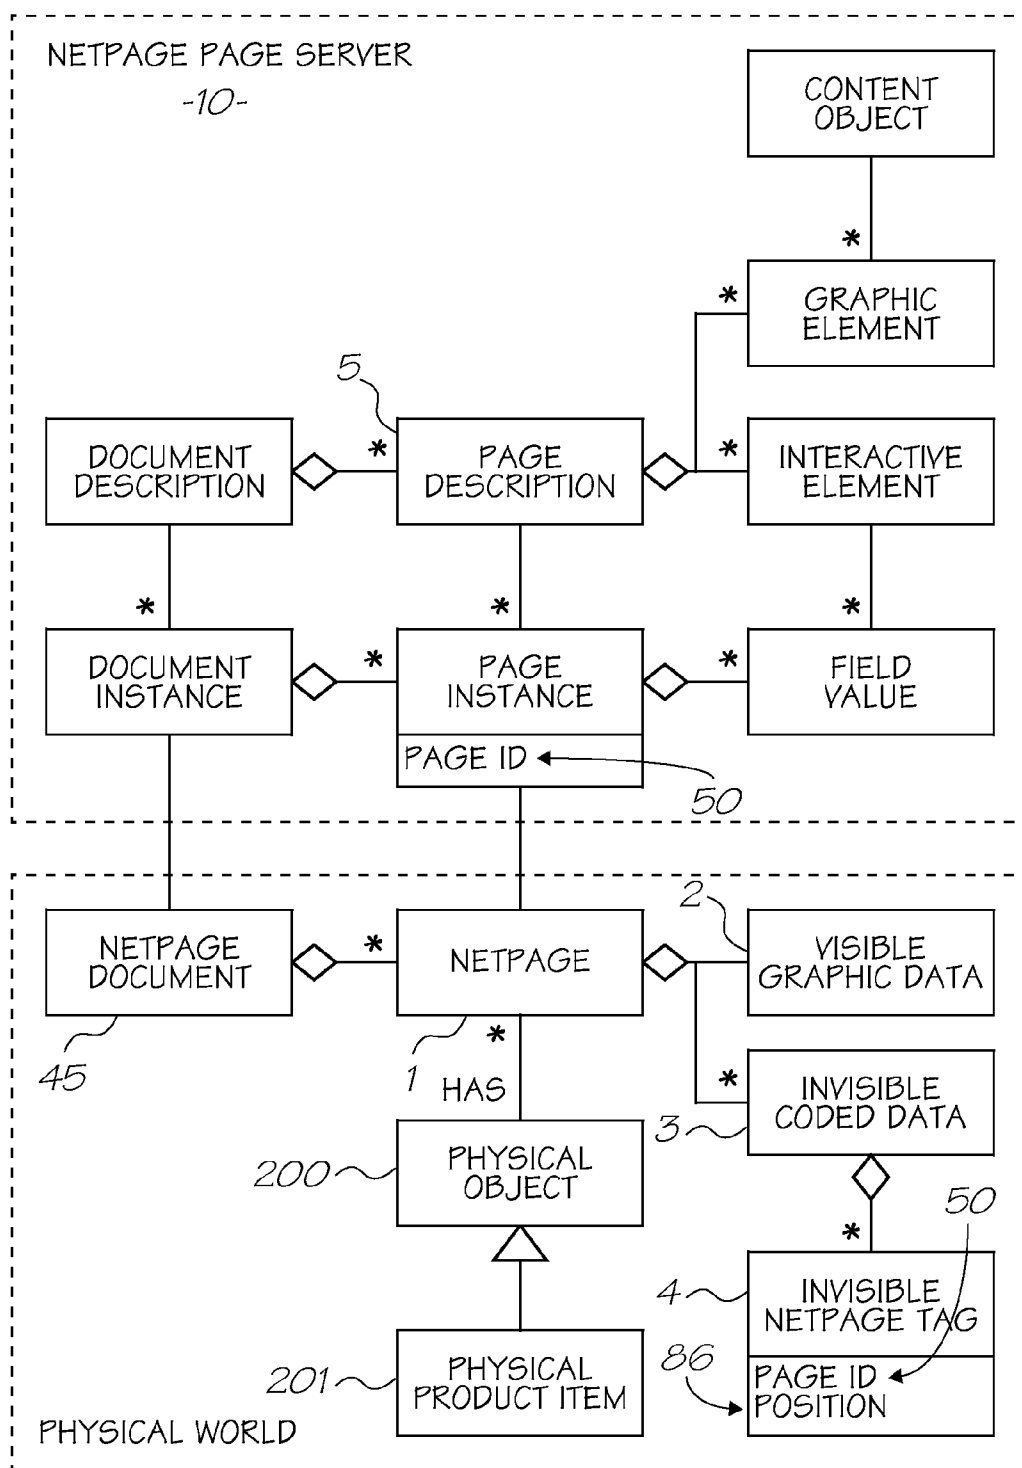 NETPAGE PAGE SERVER
-10-
CONTENT
OBJECT
*
*
GRAPHIC
ELEMENT
5
DOCUMENT
DESCRIPTION
*
PAGE
DESCRIPTION
*
INTERACTIVE
ELEMENT
*
*
*
DOCUMENT
INSTANCE
*
PAGE
INSTANCE
*
FIELD
VALUE
PAGE ID
50
2
NETPAGE
DOCUMENT
*
NETPAGE
VISIBLE
GRAPHIC DATA
45
1
*
HAS
*
3
INVISIBLE
CODED DATA
200
PHYSICAL
OBJECT
50
*
4
INVISIBLE
NETPAGE TAG
86
PAGE ID
POSITION
201
PHYSICAL
PRODUCT ITEM
PHYSICAL WORLD